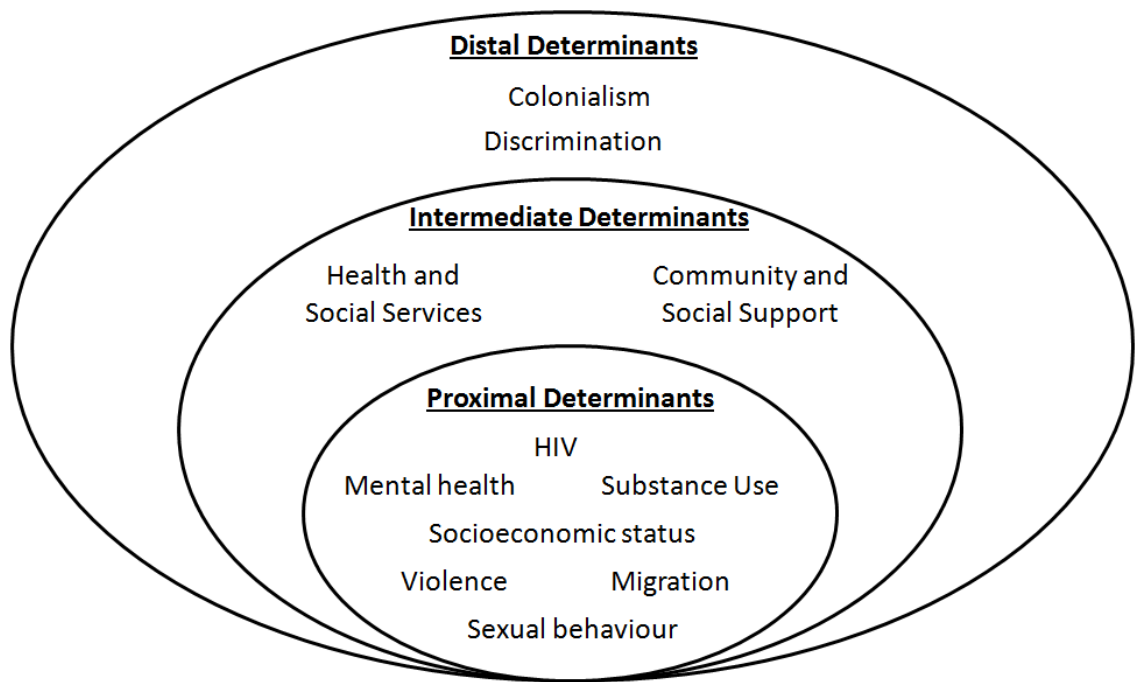 Distal Determinants
Colonialism
Discrimination
Intermediate Determinants
Health and
Social Services
Community and
Social Support
Proximal Determinants
HIV
Mental health
Substance Use
Socioeconomic status
Violence
Migration
Sexual behaviour